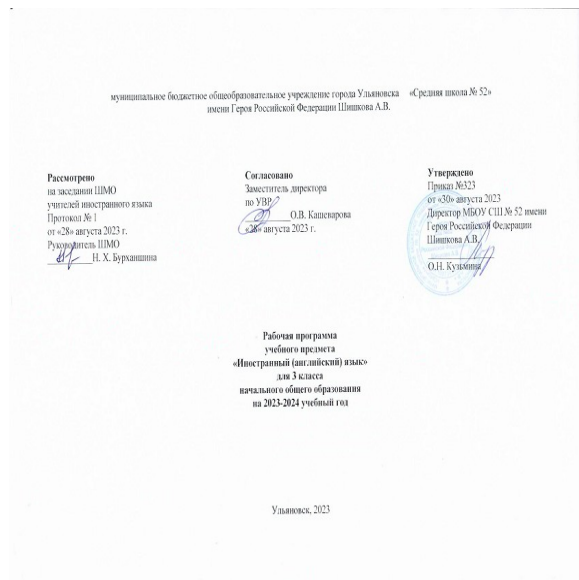 муниципальное бюджетное общеобразовательное учреждение города Ульяновска «Средняя школа № 52»
имени Героя Российской Федерации Шишкова А.В.
Рассмотрено
на заседании ШМО
учителей иностранного языка
Протокол № 1
от «28» августа 2023 г.
Руководитель ШМО
Н. Х. Бурханшина
Согласовано
Заместитель директора
по УВР
О.В. Кашеварова
«28» августа 2023 г.
Утверждено
Приказ №323
от «30» августа 2023
Директор МБОУ СШ № 52 имени
Героя Российской Федерации
Шишкова А.В.
О.Н. Кузьмина
Рабочая программа
учебного предмета
«Иностранный (английский) язык»
для 3 класса
начального общего образования
на 2023-2024 учебный год
Ульяновск, 2023